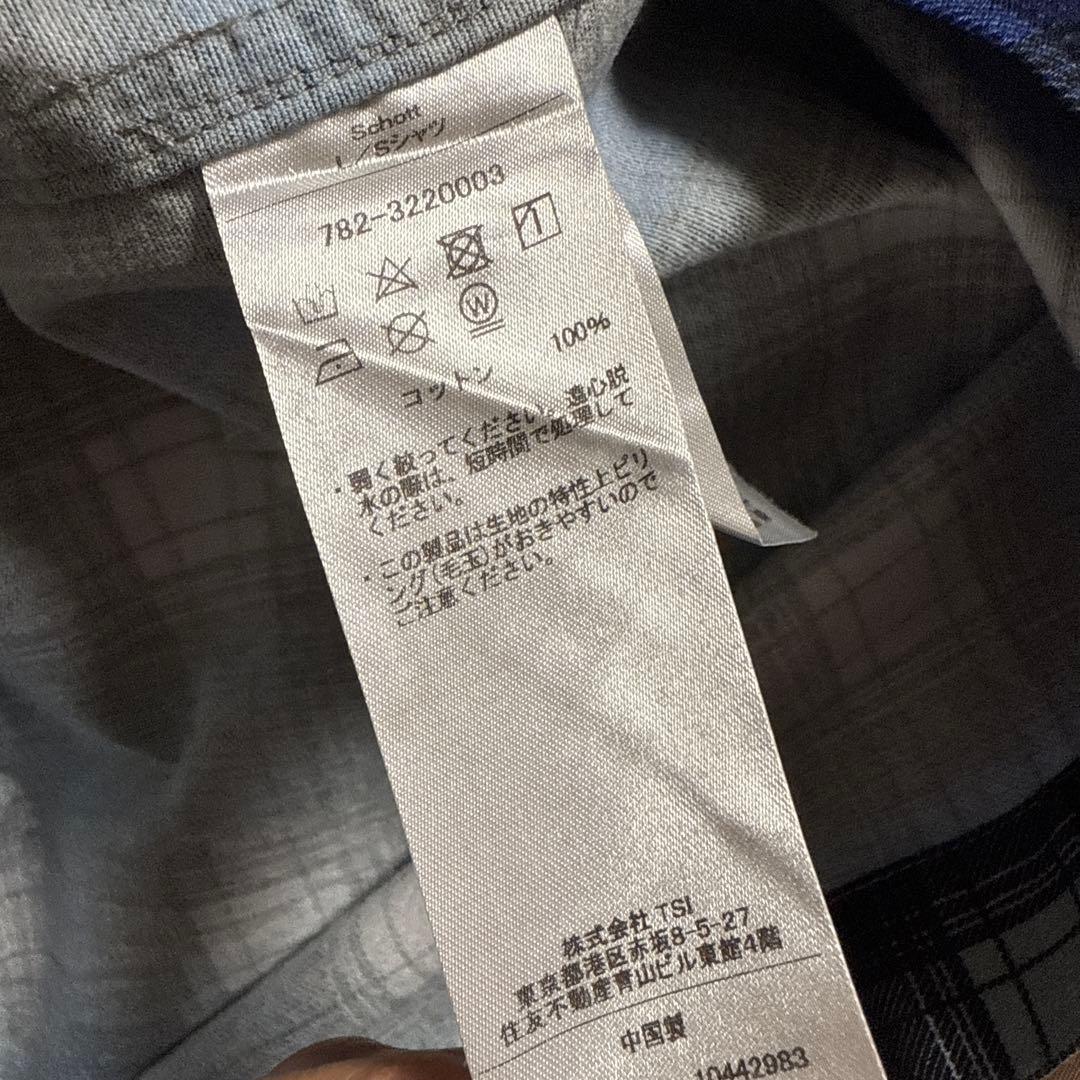 Schott
L／Sシャツ
782-3220003
W
コットン 100%
・弱く絞ってください。遠心脱
水の際は、短時間で処理して
ください。
・この製品は生地の特性上ピリ
ング(毛玉)がおきやすいので
ご注意ください。
株式会社 TSI
東京都港区赤坂8-5-27
住友不動産青山ビル東館4階
中国製
10442983